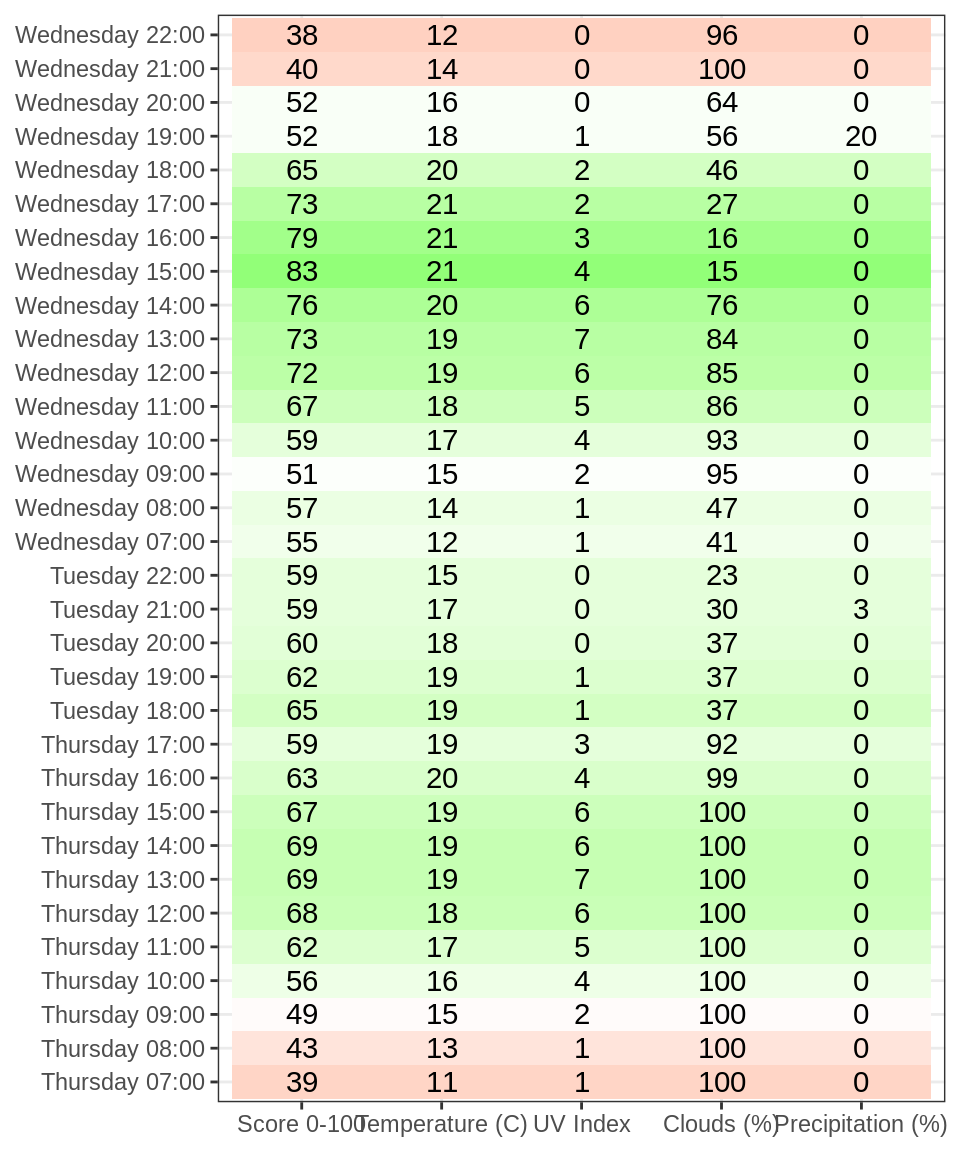 Wednesday 22:00 38 12 0 96 0
Wednesday 21:00 40 14 0 100 0
Wednesday 20:00 52 16 0 64 0
Wednesday 19:00 52 18 1 56 20
Wednesday 18:00 65 20 2 46 0
Wednesday 17:00 73 21 2 27 0
Wednesday 16:00 79 21 3 16 0
Wednesday 15:00 83 21 4 15 0
Wednesday 14:00 76 20 6 76 0
Wednesday 13:00 73 19 7 84 0
Wednesday 12:00 72 19 6 85 0
Wednesday 11:00 67 18 5 86 0
Wednesday 10:00 59 17 4 93 0
Wednesday 09:00 51 15 2 95 0
Wednesday 08:00 57 14 1 47 0
Wednesday 07:00 55 12 1 41 0
Tuesday 22:00 59 15 0 23 0
Tuesday 21:00 59 17 0 30 3
Tuesday 20:00 60 18 0 37 0
Tuesday 19:00 62 19 1 37 0
Tuesday 18:00 65 19 1 37 0
Thursday 17:00 59 19 3 92 0
Thursday 16:00 63 20 4 99 0
Thursday 15:00 67 19 6 100 0
Thursday 14:00 69 19 6 100 0
Thursday 13:00 69 19 7 100 0
Thursday 12:00 68 18 6 100 0
Thursday 11:00 62 17 5 100 0
Thursday 10:00 56 16 4 100 0
Thursday 09:00 49 15 2 100 0
Thursday 08:00 43 13 1 100 0
Thursday 07:00 39 11 1 100 0
Score 0-100 Temperature (C) UV Index Clouds (%) Precipitation (%)